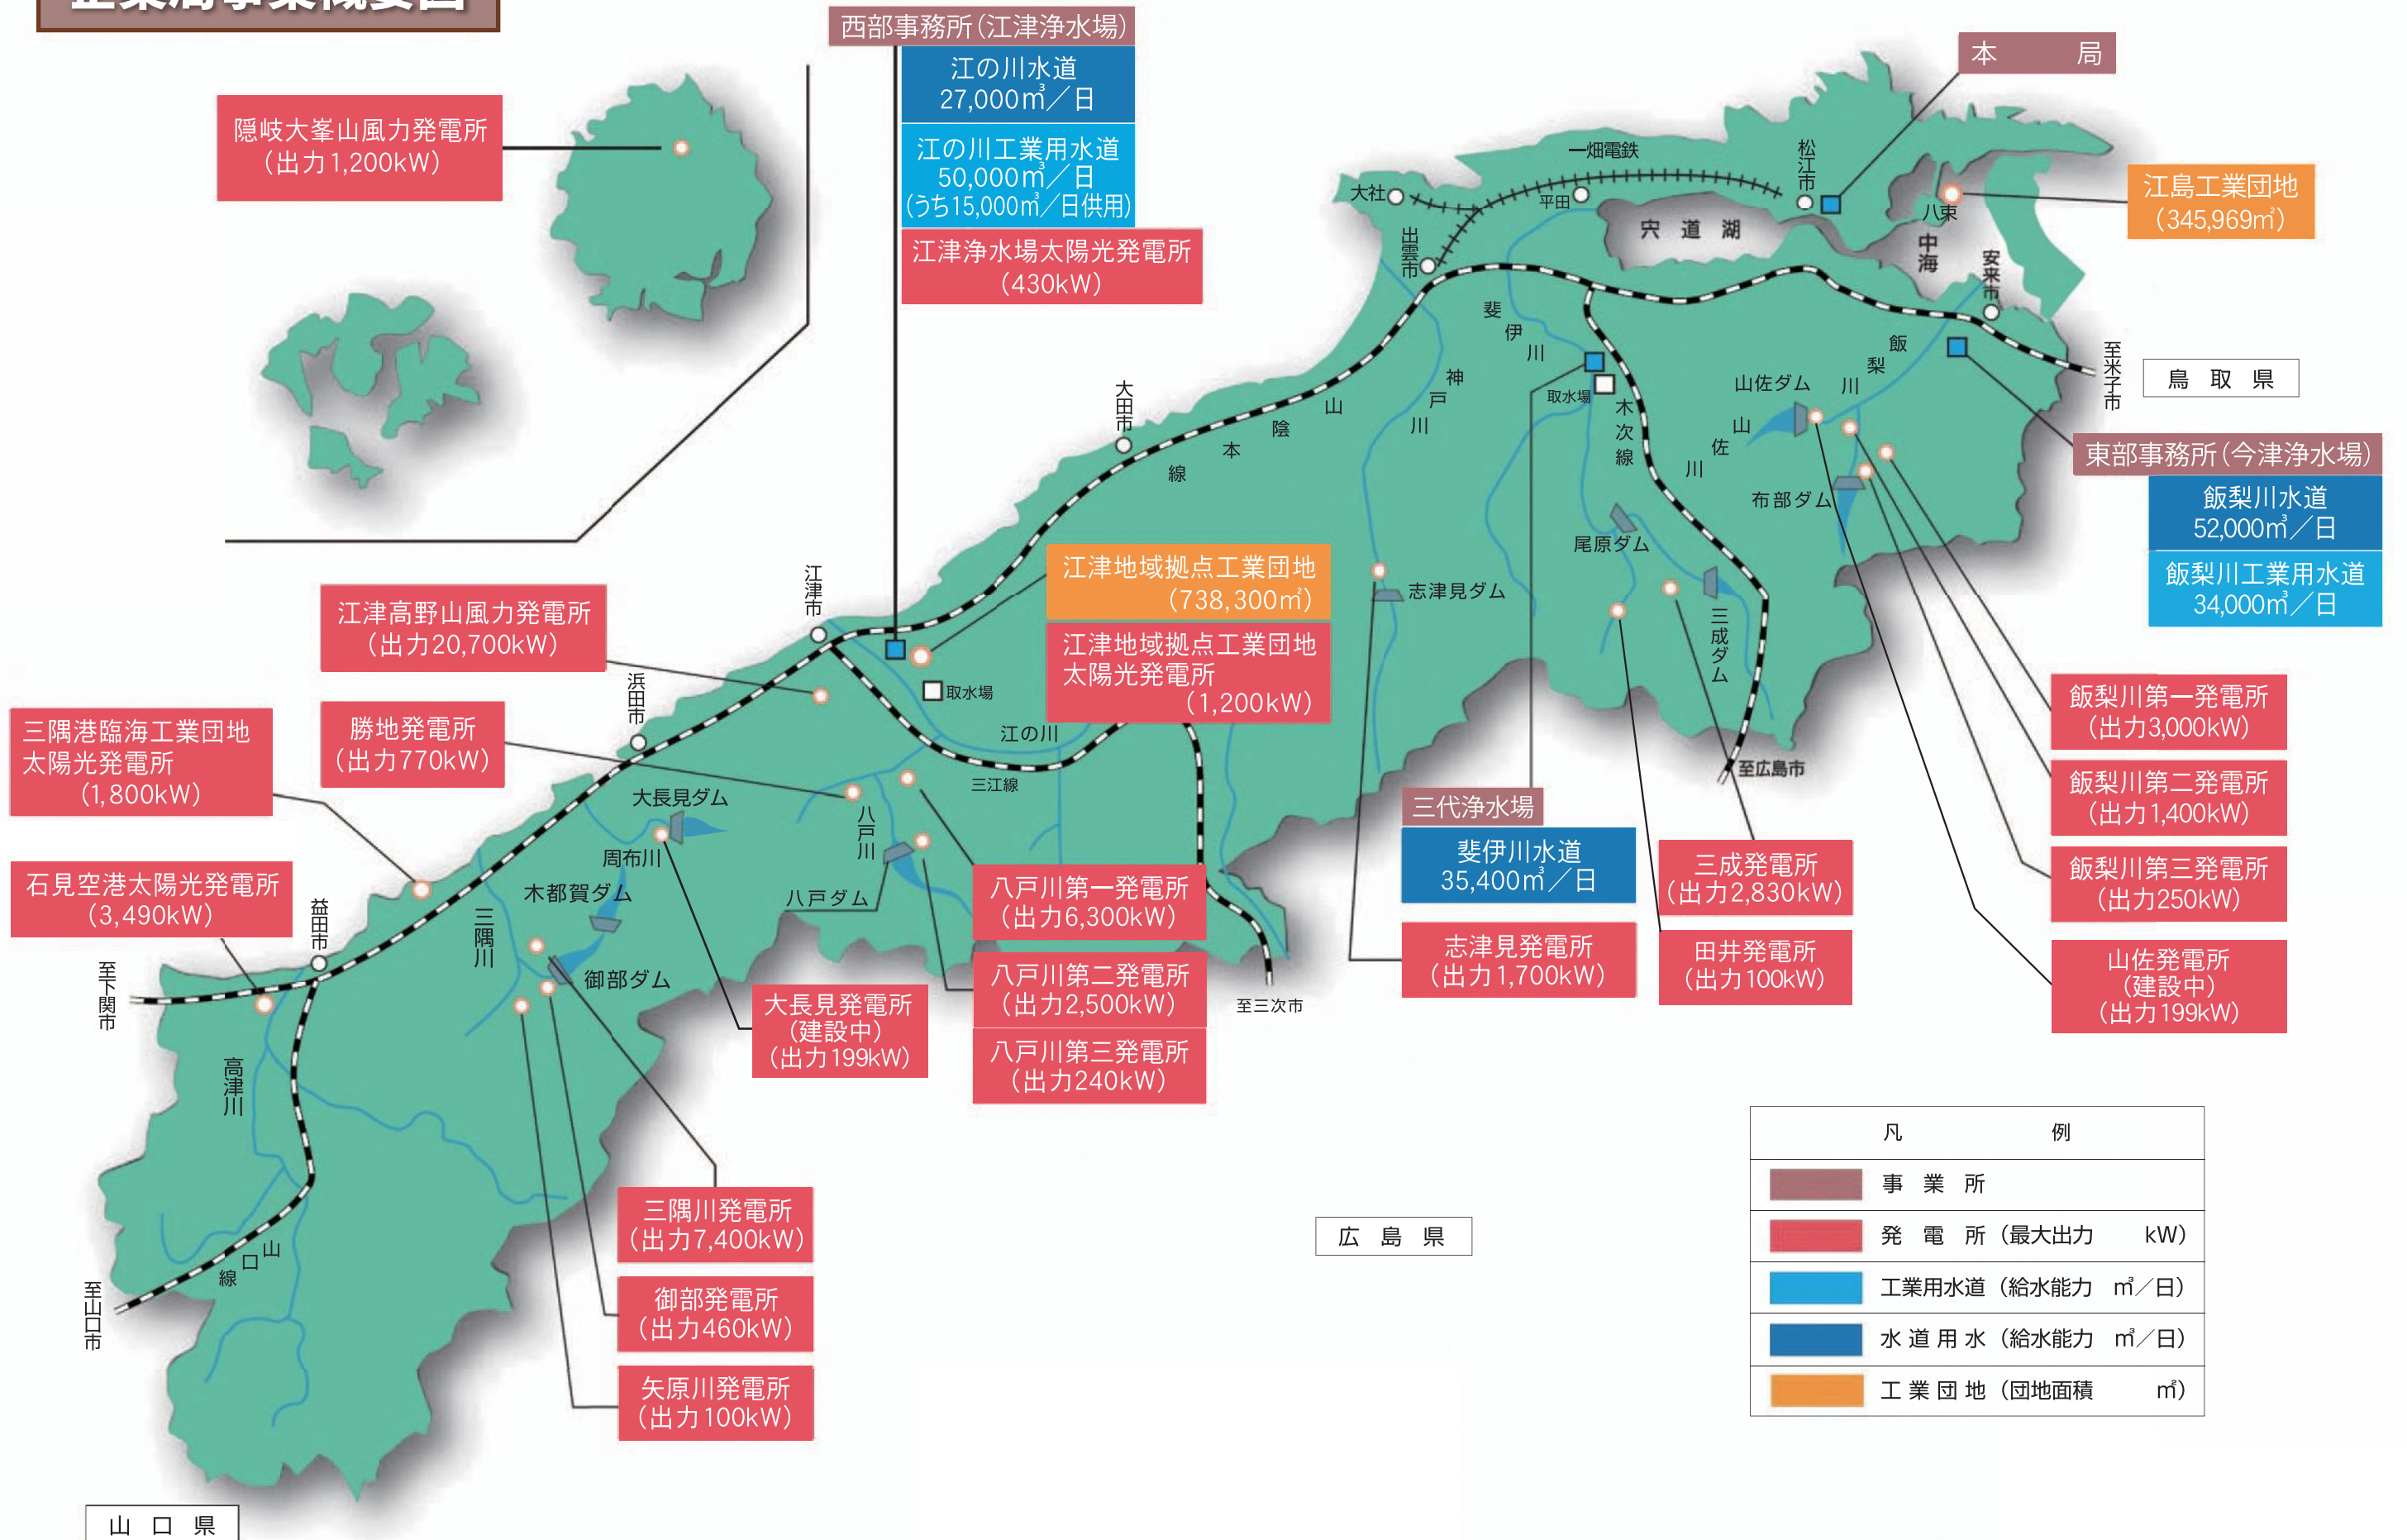 企業局事業概要図
隠岐大峯山風力発電所
(出力1,200kW)
西部事務所(江津浄水場)
江の川水道
27,000㎥／日
江の川工業用水道
50,000㎥／日
(うち15,000㎥／日供用)
江津浄水場太陽光発電所
(430kW)
本 局
江島工業団地
(345,969㎡)
一畑電鉄
大社
平田
松江市
八束
出雲市
宍道湖
中海
安来市
至米子市
鳥取県
斐伊川
神戸川
取水場
木次線
山佐ダム
飯梨川
山佐川
布部ダム
東部事務所(今津浄水場)
飯梨川水道
52,000㎥／日
飯梨川工業用水道
34,000㎥／日
大田市
山陰本線
尾原ダム
志津見ダム
三成ダム
至広島市
江津市
江津地域拠点工業団地
(738,300㎡)
江津地域拠点工業団地
太陽光発電所
(1,200kW)
江津高野山風力発電所
(出力20,700kW)
浜田市
取水場
江の川
三江線
勝地発電所
(出力770kW)
三隅港臨海工業団地
太陽光発電所
(1,800kW)
石見空港太陽光発電所
(3,490kW)
益田市
至下関市
大長見ダム
周布川
木都賀ダム
三隅川
御部ダム
八戸川
八戸ダム
大長見発電所
(建設中)
(出力199kW)
八戸川第一発電所
(出力6,300kW)
八戸川第二発電所
(出力2,500kW)
八戸川第三発電所
(出力240kW)
至三次市
三代浄水場
斐伊川水道
35,400㎥／日
志津見発電所
(出力1,700kW)
三成発電所
(出力2,830kW)
田井発電所
(出力100kW)
飯梨川第一発電所
(出力3,000kW)
飯梨川第二発電所
(出力1,400kW)
飯梨川第三発電所
(出力250kW)
山佐発電所
(建設中)
(出力199kW)
高津川
山口線
至山口市
三隅川発電所
(出力7,400kW)
御部発電所
(出力460kW)
矢原川発電所
(出力100kW)
広島県
山口県
凡 例
事業所
発電所(最大出力 kW)
工業用水道(給水能力 ㎥／日)
水道用水(給水能力 ㎥／日)
工業団地(団地面積 ㎡)